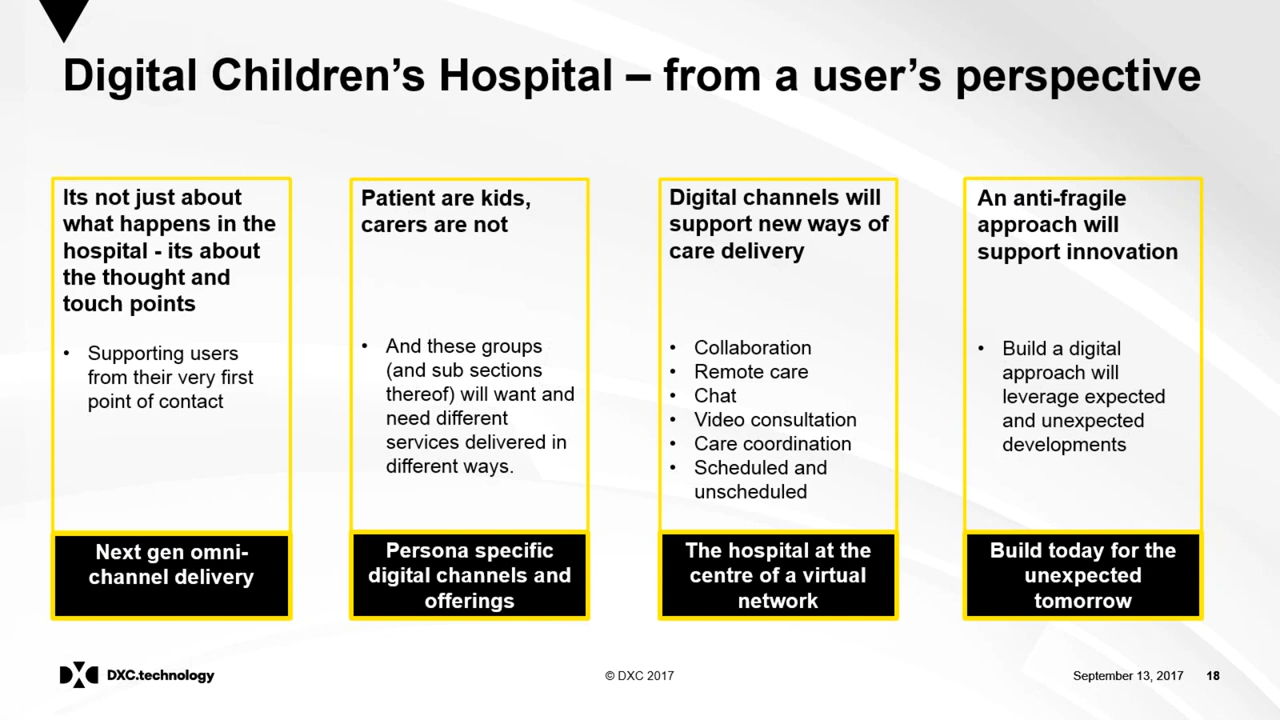 Digital Children’s Hospital – from a user’s perspective
Its not just about
what happens in the
hospital - its about
the thought and
touch points
• Supporting users
from their very first
point of contact
Next gen omni-
channel delivery
Patient are kids,
carers are not
• And these groups
(and sub sections
thereof) will want and
need different
services delivered in
different ways.
Persona specific
digital channels and
offerings
Digital channels will
support new ways of
care delivery
• Collaboration
• Remote care
• Chat
• Video consultation
• Care coordination
• Scheduled and
unscheduled
The hospital at the
centre of a virtual
network
An anti-fragile
approach will
support innovation
• Build a digital
approach will
leverage expected
and unexpected
developments
Build today for the
unexpected
tomorrow
DXC.technology
© DXC 2017
September 13, 2017 18